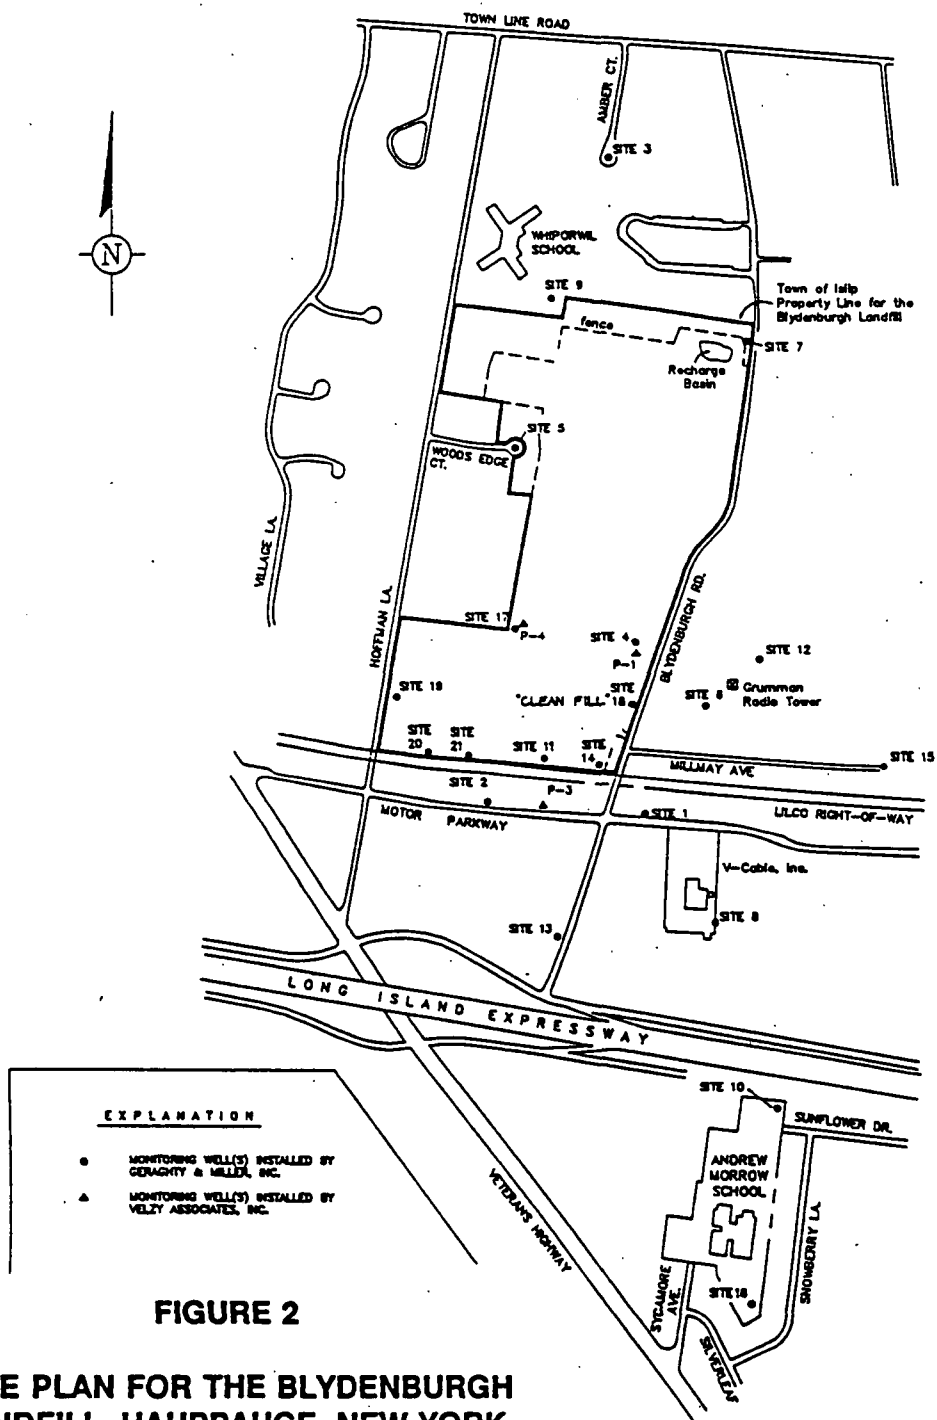 TOWN LINE ROAD
AMBER CT.
SITE 3
WHIPORWIL
SCHOOL
N
SITE 9
Town of Islip
Property Line for the
Blydenburgh Landfill
fence
SITE 7
Recharge
Basin
SITE 5
WOODS EDGE
CT.
VILLAGE LA.
HOFFMAN LA.
BLYDENBURGH RD.
SITE 17
P-4
SITE 4
P-1
SITE 12
SITE 19
"CLEAN FILL"
SITE
18
SITE 6
Grumman
Radio Tower
SITE
20
SITE
21
SITE 11
SITE
14
SITE 15
MILLMAY AVE
SITE 2
P-3
MOTOR PARKWAY
SITE 1
LILCO RIGHT-OF-WAY
V-Cable, Inc.
SITE 8
SITE 13
LONG ISLAND EXPRESSWAY
SITE 10
SUNFLOWER DR.
EXPLANATION
MONITORING WELL(S) INSTALLED BY
GERAGHTY & MILLER, INC.
MONITORING WELL(S) INSTALLED BY
VELZY ASSOCIATES, INC.
ANDREW
MORROW
SCHOOL
VETERANS HIGHWAY
SNOWBERRY LA.
SYCAMORE
AVE.
SILVERLEAF
FIGURE 2
E PLAN FOR THE BLYDENBURGH
HAUPPAUGE, NEW YORK